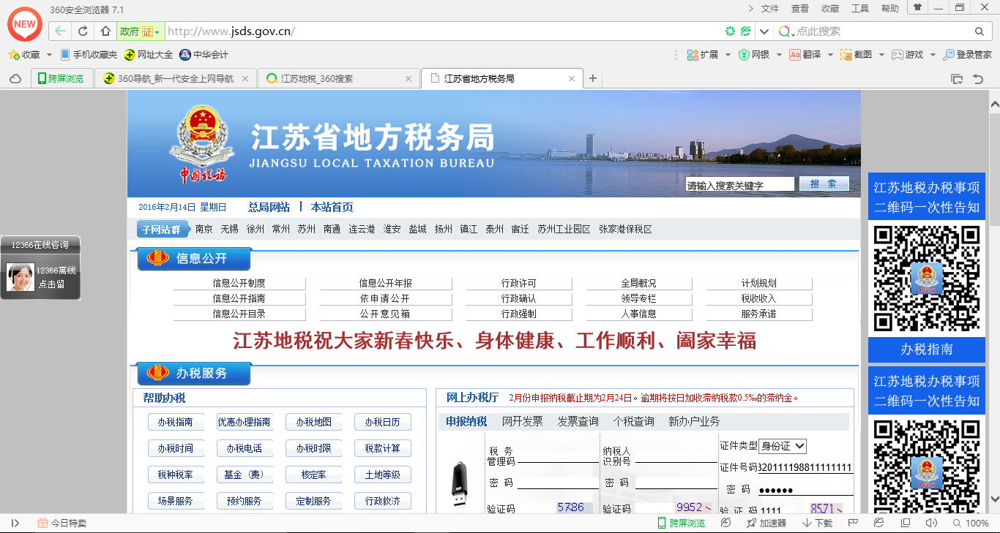 360安全浏览器 7.1
文件 查看 收藏 工具 帮助
NEW
政府 证 http://www.jsds.gov.cn/ 点此搜索
收藏 手机收藏夹 网址大全 中华会计 扩展 网银 Aa 翻译 截图 游戏 登录管家
跨屏浏览 360导航_新一代安全上网导航 江苏地税_360搜索 江苏省地方税务局
江苏省地方税务局
JIANGSU LOCAL TAXATION BUREAU
中国税务
请输入搜索关键字 搜 索
2016年2月14日 星期日 总局网站 | 本站首页
子网站群 南京 无锡 徐州 常州 苏州 南通 连云港 淮安 盐城 扬州 镇江 泰州 宿迁 苏州工业园区 张家港保税区
12366在线咨询
12366离线
点击留
信息公开
信息公开制度 信息公开年报 行政许可 全局概况 计划规划
信息公开指南 依申请公开 行政确认 领导专栏 税收收入
信息公开目录 公开意见箱 行政强制 人事信息 服务承诺
江苏地税祝大家新春快乐、身体健康、工作顺利、阖家幸福
办税服务
帮助办税
办税指南 优惠办理指南 办税地图 办税日历
办税时间 办税电话 办税时限 税款计算
税种税率 基金（费） 核定率 土地等级
场景服务 预约服务 定制服务 行政救济
网上办税厅 2月份申报纳税截止期为2月24日。逾期将按日加收滞纳税款0.5‰的滞纳金。
申报纳税 网开发票 发票查询 个税查询 新办户业务
税 务
管理码
密 码
验证码 5786
纳税人
识别号
密 码
验证码 9952
证件类型 身份证
证件号码 320111198811111111
密 码 ●●●●●●
验 证 码 1111 8571
江苏地税办税事项
二维码一次性告知
办税指南
江苏地税办税事项
二维码一次性告知
今日特卖 跨屏浏览 加速器 下载 100%